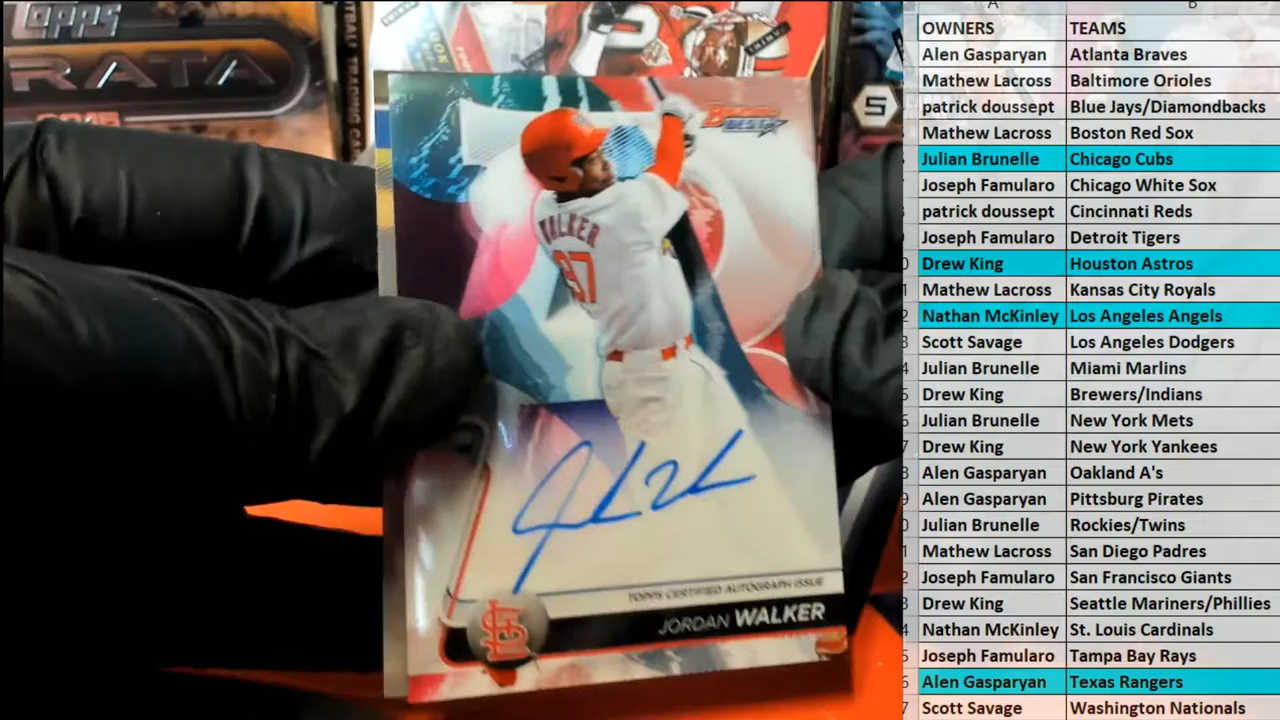 TOPPS
RATA
S
BOWMAN'S
BEST
WALKER
37
Jordan Walker
TOPPS CERTIFIED AUTOGRAPH ISSUE
JORDAN WALKER
A B
OWNERS TEAMS
Alen Gasparyan Atlanta Braves
Mathew Lacross Baltimore Orioles
patrick doussept Blue Jays/Diamondbacks
Mathew Lacross Boston Red Sox
Julian Brunelle Chicago Cubs
Joseph Famularo Chicago White Sox
patrick doussept Cincinnati Reds
Joseph Famularo Detroit Tigers
Drew King Houston Astros
Mathew Lacross Kansas City Royals
Nathan McKinley Los Angeles Angels
Scott Savage Los Angeles Dodgers
Julian Brunelle Miami Marlins
Drew King Brewers/Indians
Julian Brunelle New York Mets
Drew King New York Yankees
Alen Gasparyan Oakland A's
Alen Gasparyan Pittsburg Pirates
Julian Brunelle Rockies/Twins
Mathew Lacross San Diego Padres
Joseph Famularo San Francisco Giants
Drew King Seattle Mariners/Phillies
Nathan McKinley St. Louis Cardinals
Joseph Famularo Tampa Bay Rays
Alen Gasparyan Texas Rangers
Scott Savage Washington Nationals